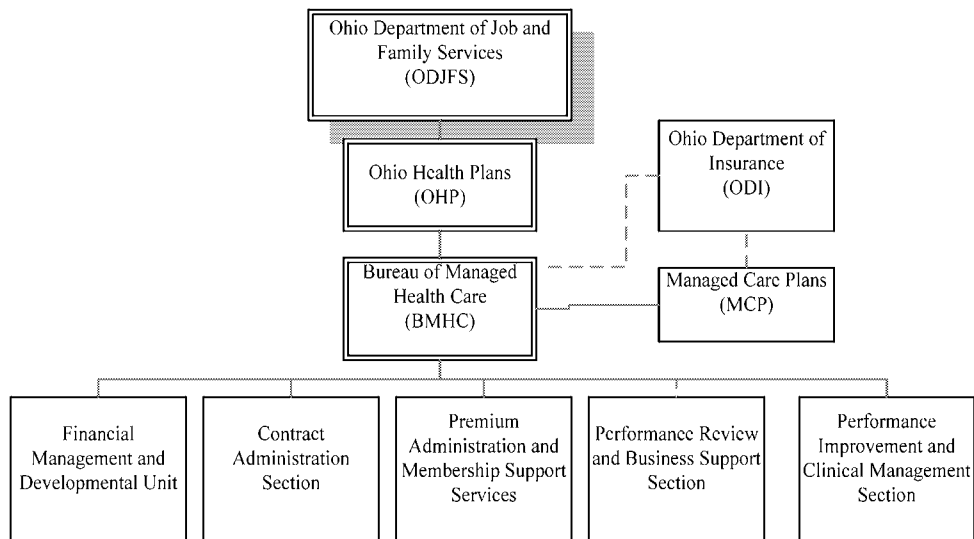 Ohio Department of Job and
Family Services
(ODJFS)
Ohio Health Plans
(OHP)
Ohio Department of
Insurance
(ODI)
Bureau of Managed
Health Care
(BMHC)
Managed Care Plans
(MCP)
Financial
Management and
Developmental Unit
Contract
Administration
Section
Premium
Administration and
Membership Support
Services
Performance Review
and Business Support
Section
Performance
Improvement and
Clinical Management
Section